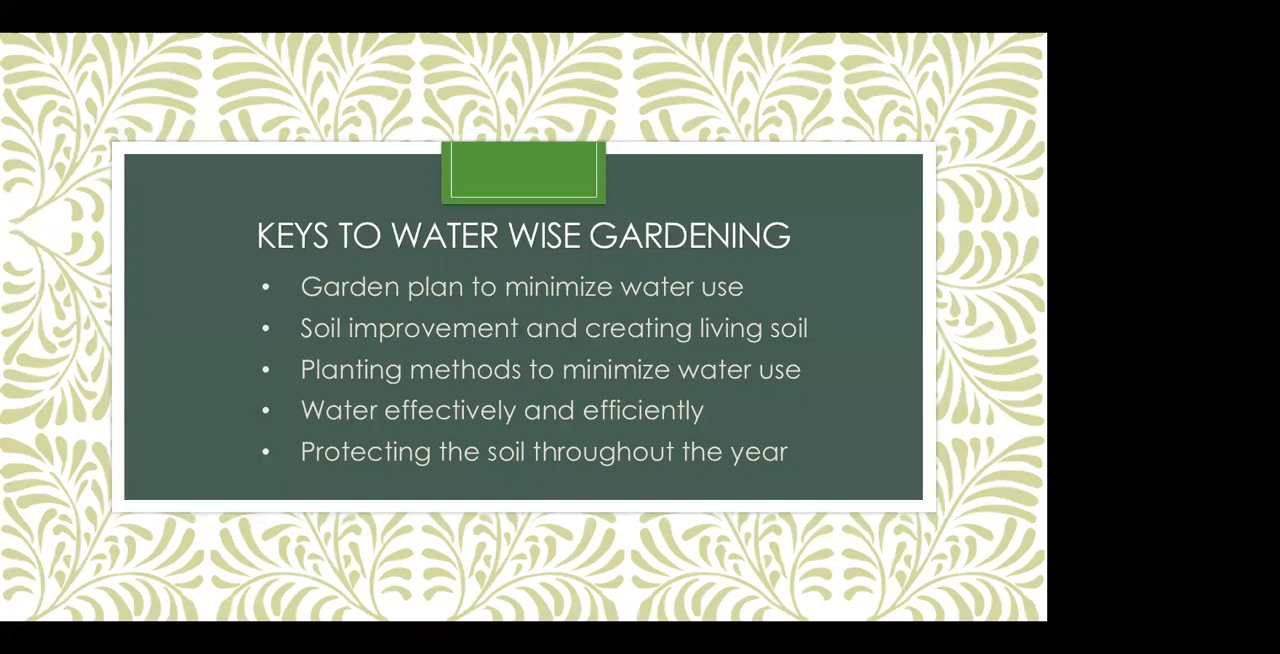 KEYS TO WATER WISE GARDENING
• Garden plan to minimize water use
• Soil improvement and creating living soil
• Planting methods to minimize water use
• Water effectively and efficiently
• Protecting the soil throughout the year